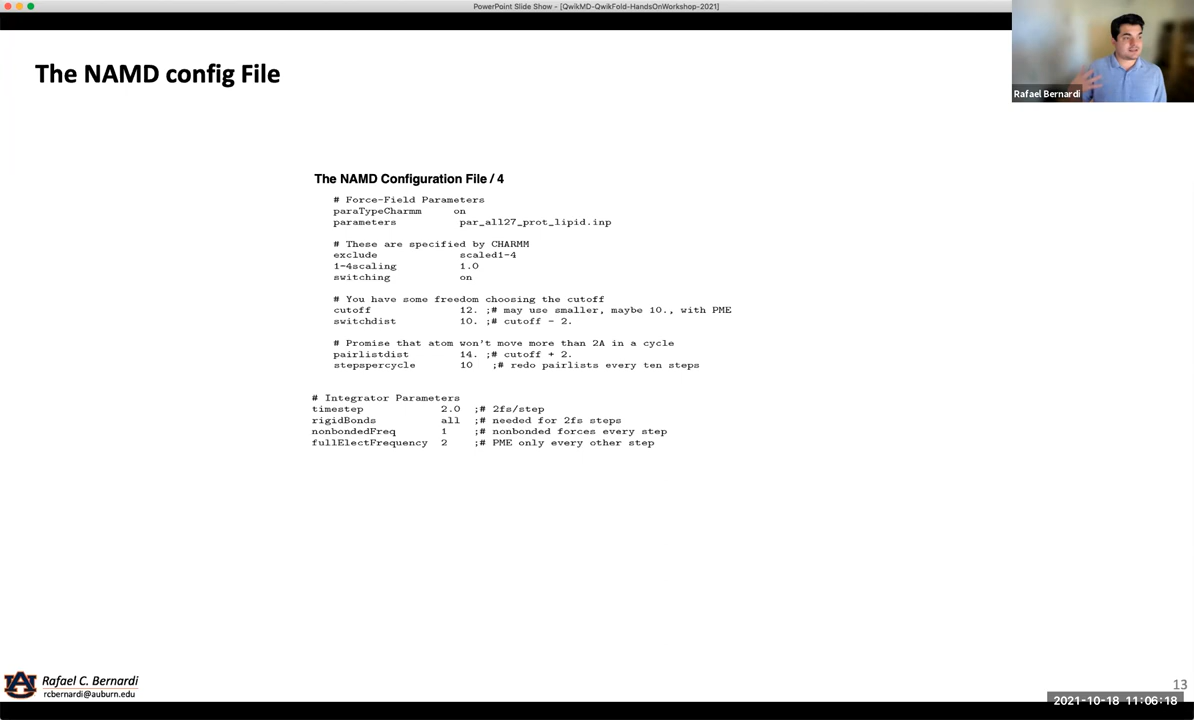 PowerPoint Slide Show - [QwikMD-QwikFold-HandsOnWorkshop-2021]
The NAMD config File
Rafael Bernardi
The NAMD Configuration File / 4
# Force-Field Parameters
paraTypeCharmm on
parameters par_all27_prot_lipid.inp
# These are specified by CHARMM
exclude scaled1-4
1-4scaling 1.0
switching on
# You have some freedom choosing the cutoff
cutoff 12. ;# may use smaller, maybe 10., with PME
switchdist 10. ;# cutoff - 2.
# Promise that atom won't move more than 2A in a cycle
pairlistdist 14. ;# cutoff + 2.
stepspercycle 10 ;# redo pairlists every ten steps
# Integrator Parameters
timestep 2.0 ;# 2fs/step
rigidBonds all ;# needed for 2fs steps
nonbondedFreq 1 ;# nonbonded forces every step
fullElectFrequency 2 ;# PME only every other step
Rafael C. Bernardi
rcbernardi@auburn.edu
13
2021-10-18 11:06:18